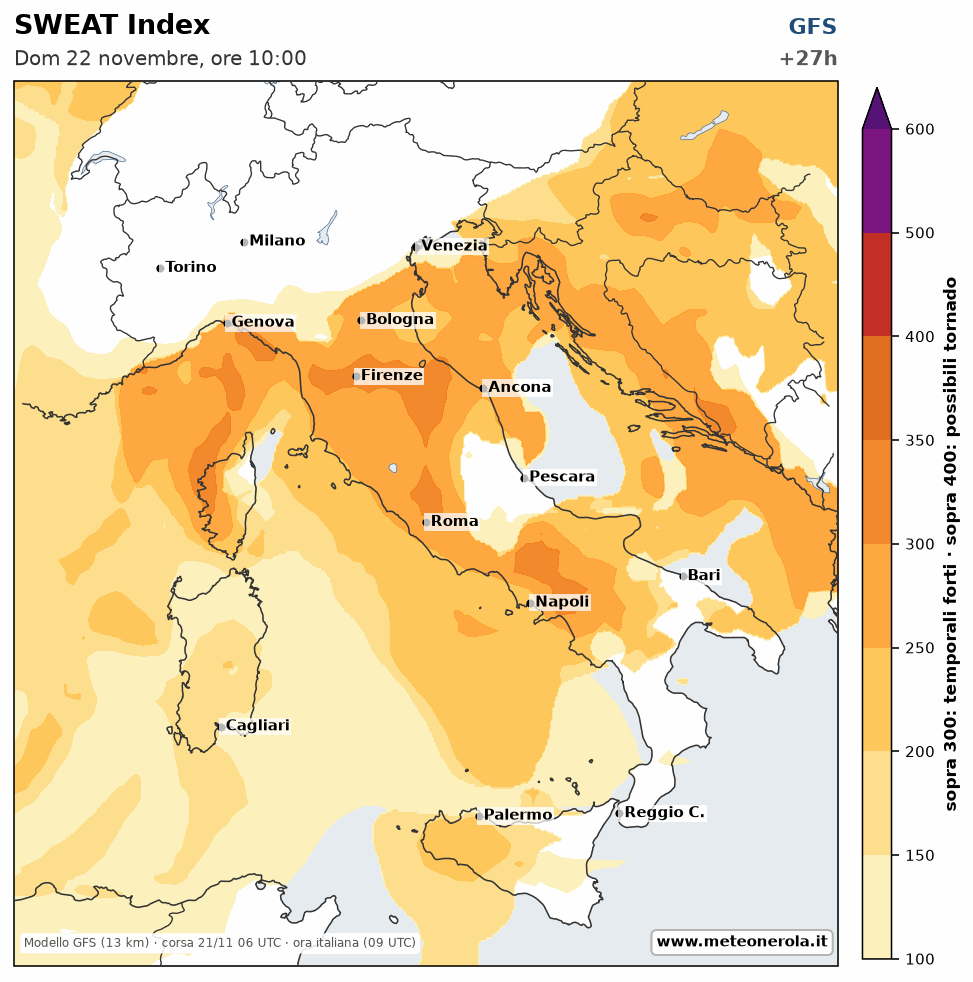 SWEAT Index
GFS
Dom 22 novembre, ore 10:00
+27h
600
500
400
350
300
250
200
150
100
sopra 300: temporali forti · sopra 400: possibili tornado
Milano
Torino
Venezia
Genova
Bologna
Firenze
Ancona
Pescara
Roma
Bari
Napoli
Cagliari
Palermo
Reggio C.
Modello GFS (13 km) · corsa 21/11 06 UTC · ora italiana (09 UTC)
www.meteonerola.it